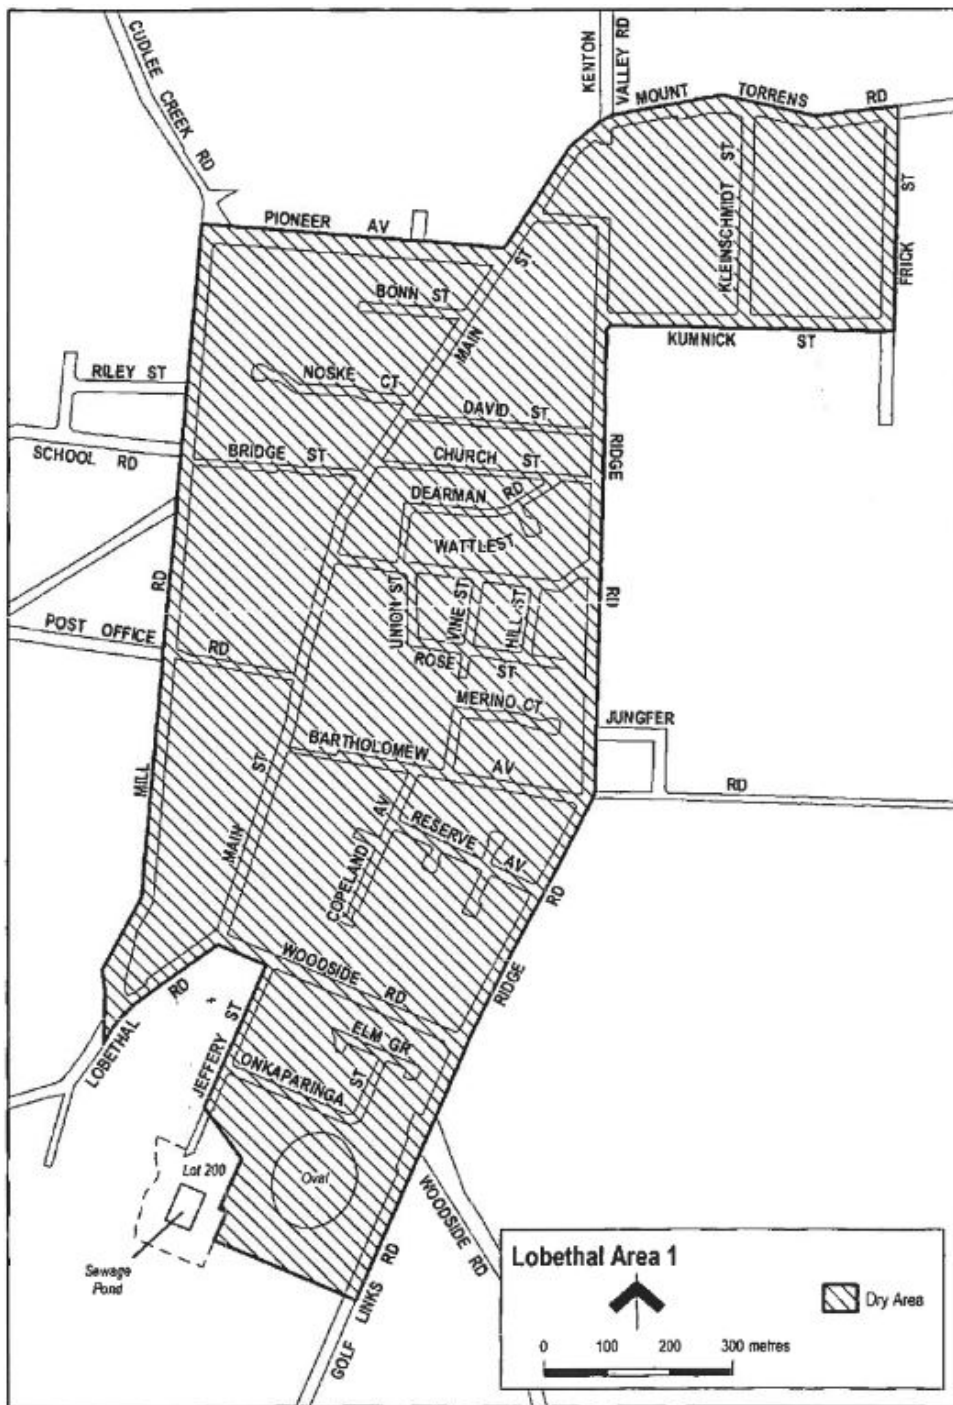 CUDLEE CREEK RD
KENTON
VALLEY RD
MOUNT TORRENS RD
PIONEER AV
KLEINSCHMIDT ST
FRICK ST
BONN ST
MAIN ST
KUMNICK ST
RILEY ST
NOSKE CT
DAVID ST
SCHOOL RD
BRIDGE ST
CHURCH ST
RIDGE RD
DEARMAN RD
WATTLE ST
UNION ST
VINE ST
HILL ST
POST OFFICE RD
ROSE ST
MERINO CT
JUNGFER RD
BARTHOLOMEW AV
MILL RD
MAIN ST
COPELAND AV
RESERVE AV
RIDGE RD
WOODSIDE RD
LOBETHAL RD
JEFFERY ST
ELM GR
ONKAPARINGA ST
Lot 200
Oval
WOODSIDE RD
Sewage
Pond
GOLF LINKS RD
Lobethal Area 1
Dry Area
0 100 200 300 metres